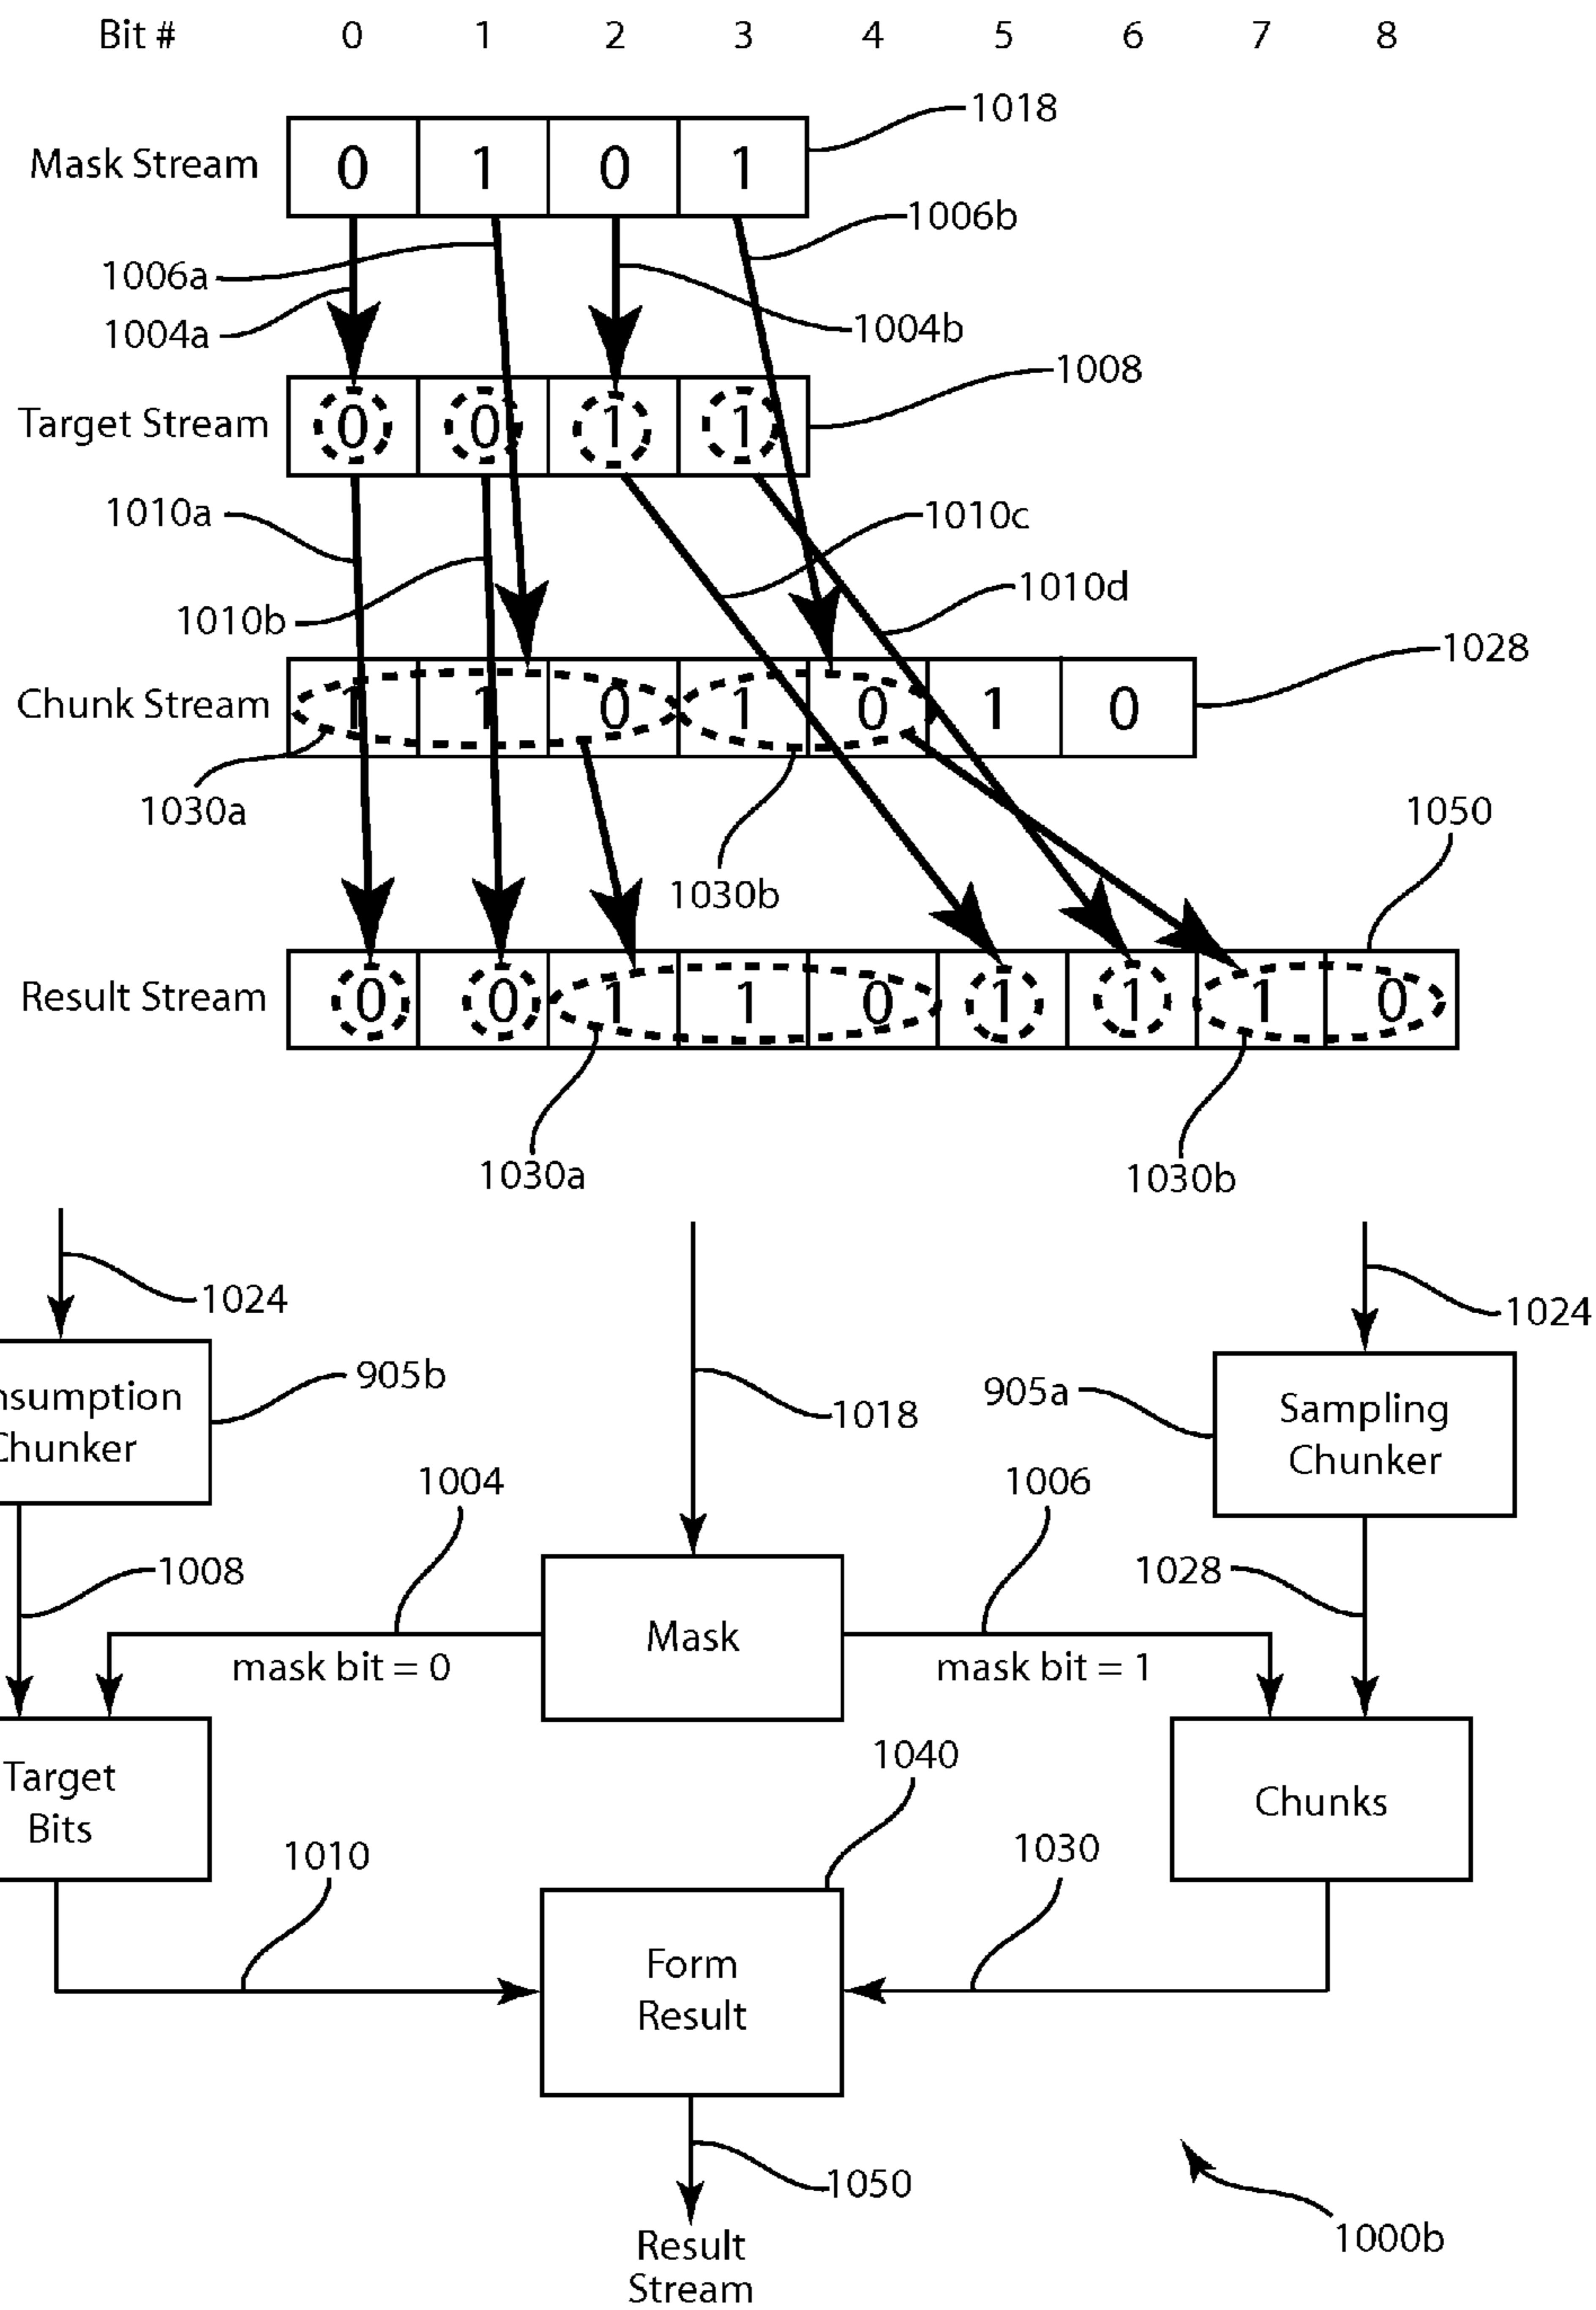 Bit # 0 1 2 3 4 5 6 7 8
1018
Mask Stream 0 1 0 1
1006b
1006a
1004a
1004b
1008
Target Stream 0 0 1 1
1010a
1010c
1010d
1010b
1028
Chunk Stream 1 1 0 1 0 1 0
1030a
1050
1030b
Result Stream 0 0 1 1 0 1 1 1 0
1030a
1030b
1024
1024
905b
905a
nsumption
Chunker
Sampling
Chunker
1018
1004
1006
1008
1028
Mask
mask bit = 0
mask bit = 1
1040
Target
Bits
Chunks
1010
1030
Form
Result
1050
Result
Stream
1000b